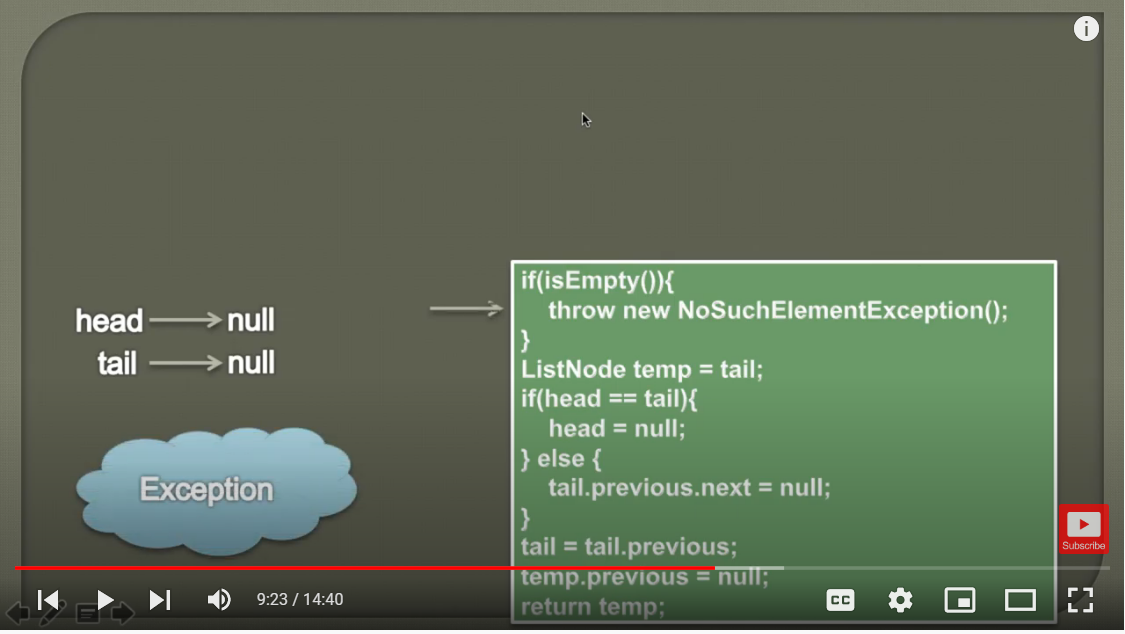 head null
tail null
Exception
if(isEmpty()){
throw new NoSuchElementException();
}
ListNode temp = tail;
if(head == tail){
head = null;
} else {
tail.previous.next = null;
}
tail = tail.previous;
temp.previous = null;
return temp;
Subscribe
9:23 / 14:40
CC